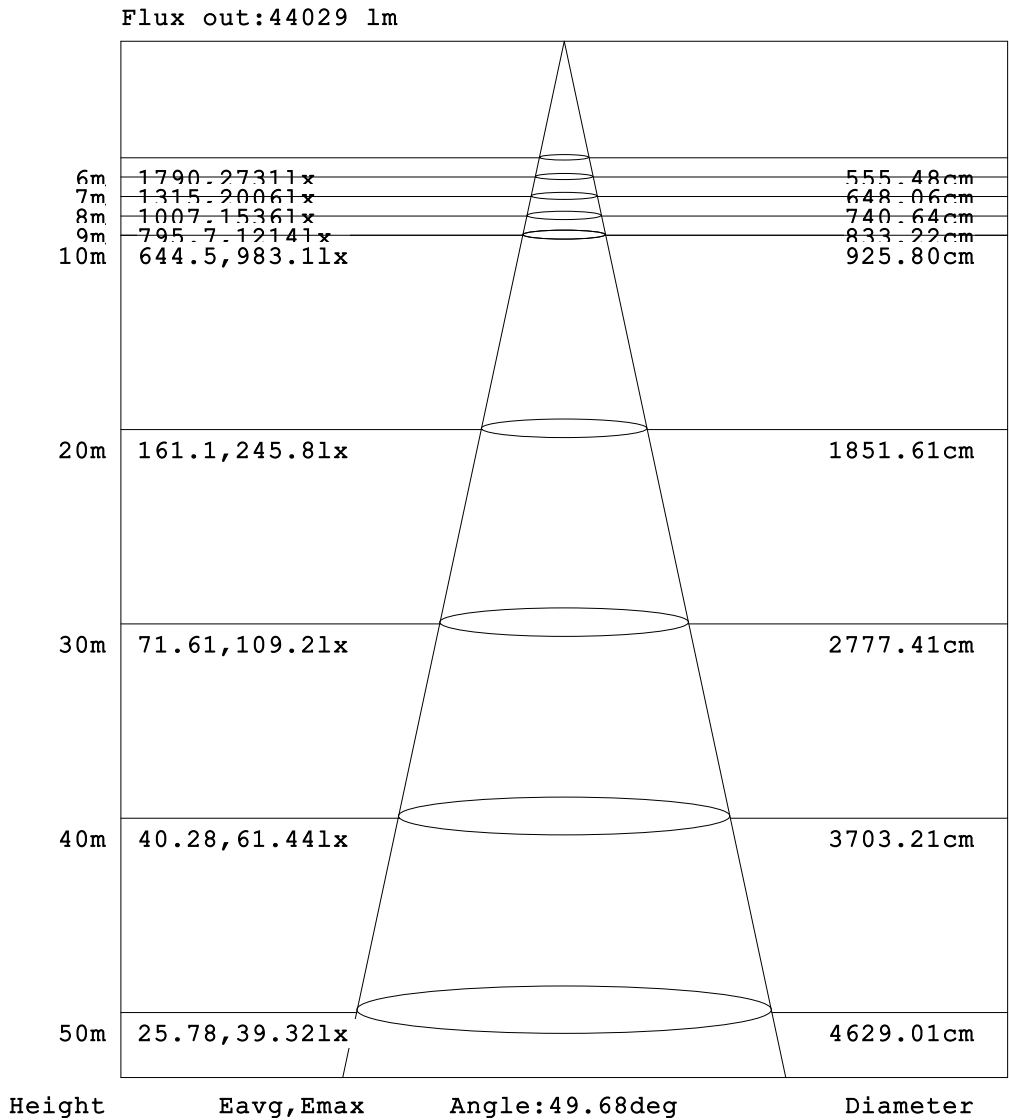 Flux out:44029 lm
6m 1790,2731lx 555.48cm
7m 1315,2006lx 648.06cm
8m 1007,1536lx 740.64cm
9m 795.7,1214lx 833.22cm
10m 644.5,983.1lx 925.80cm
20m 161.1,245.8lx 1851.61cm
30m 71.61,109.2lx 2777.41cm
40m 40.28,61.44lx 3703.21cm
50m 25.78,39.32lx 4629.01cm
Height Eavg,Emax Angle:49.68deg Diameter